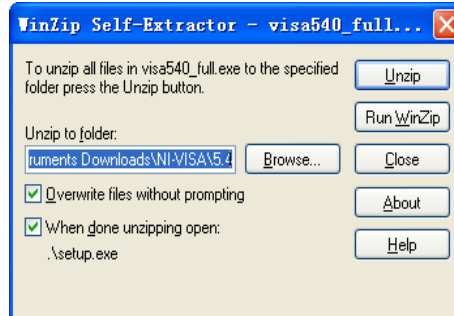 WinZip Self-Extractor - visa540_full...
To unzip all files in visa540_full.exe to the specified
folder press the Unzip button.
Unzip to folder:
ruments Downloads\NI-VISA\5.4
Browse...
Overwrite files without prompting
When done unzipping open:
.\setup.exe
Unzip
Run WinZip
Close
About
Help